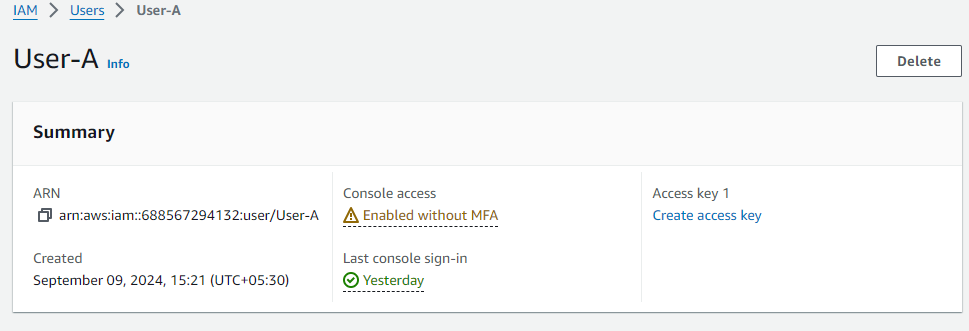 IAM > Users > User-A
User-A Info
Delete
Summary
ARN
arn:aws:iam::688567294132:user/User-A
Created
September 09, 2024, 15:21 (UTC+05:30)
Console access
Enabled without MFA
Last console sign-in
Yesterday
Access key 1
Create access key